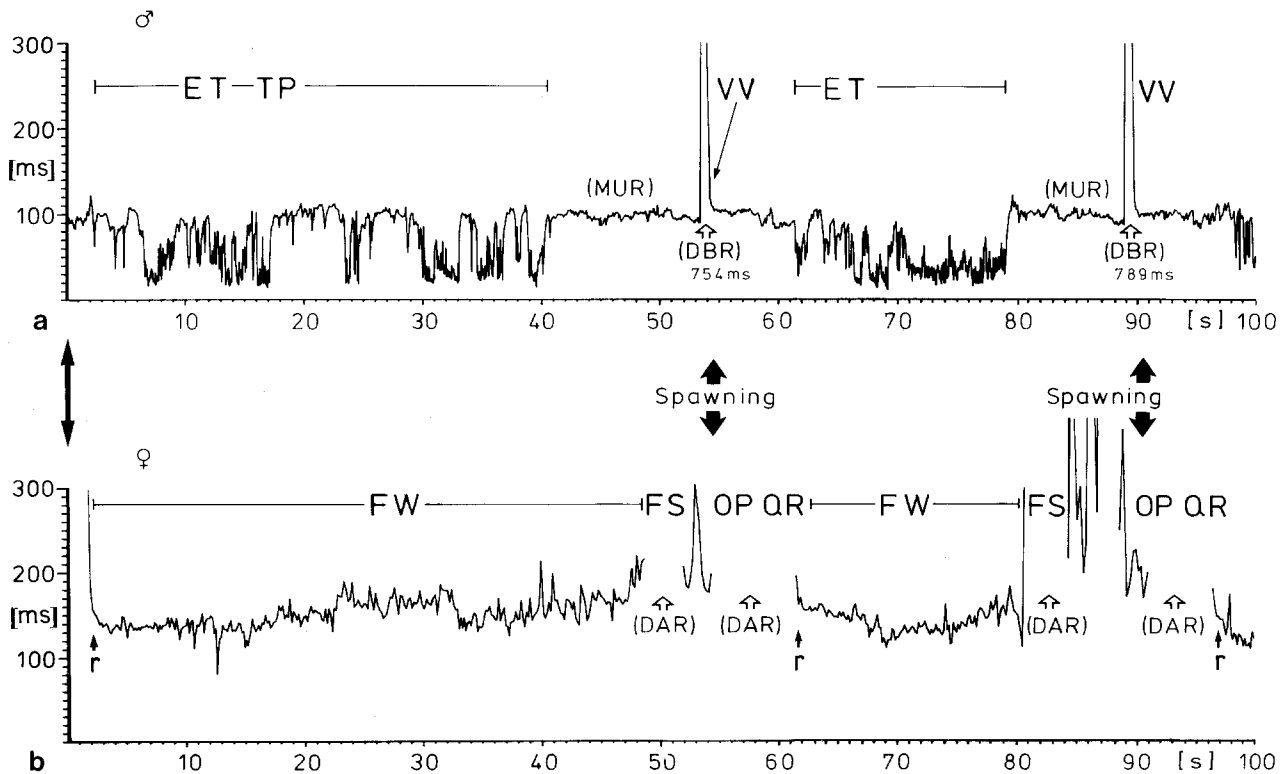 ♂
300
ET—TP VV ET VV
200
[ms]
(MUR) (MUR)
100
(DBR) (DBR)
754ms 789ms
a 10 20 30 40 50 60 70 80 90 [s] 100
Spawning Spawning
♀
300
FW FS OP QR FW FS OP QR
200
[ms]
(DAR) (DAR) (DAR) (DAR)
100
r r r
b 10 20 30 40 50 60 70 80 90 [s] 100